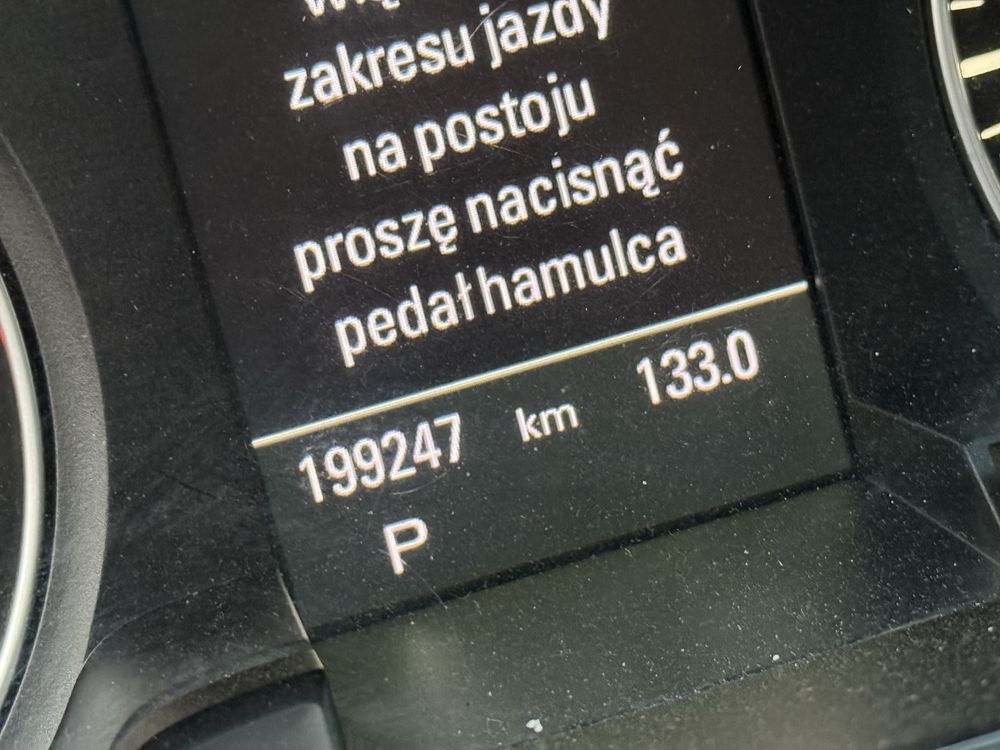 zakresu jazdy
na postoju
proszę nacisnąć
pedał hamulca
199247 km 133.0
P